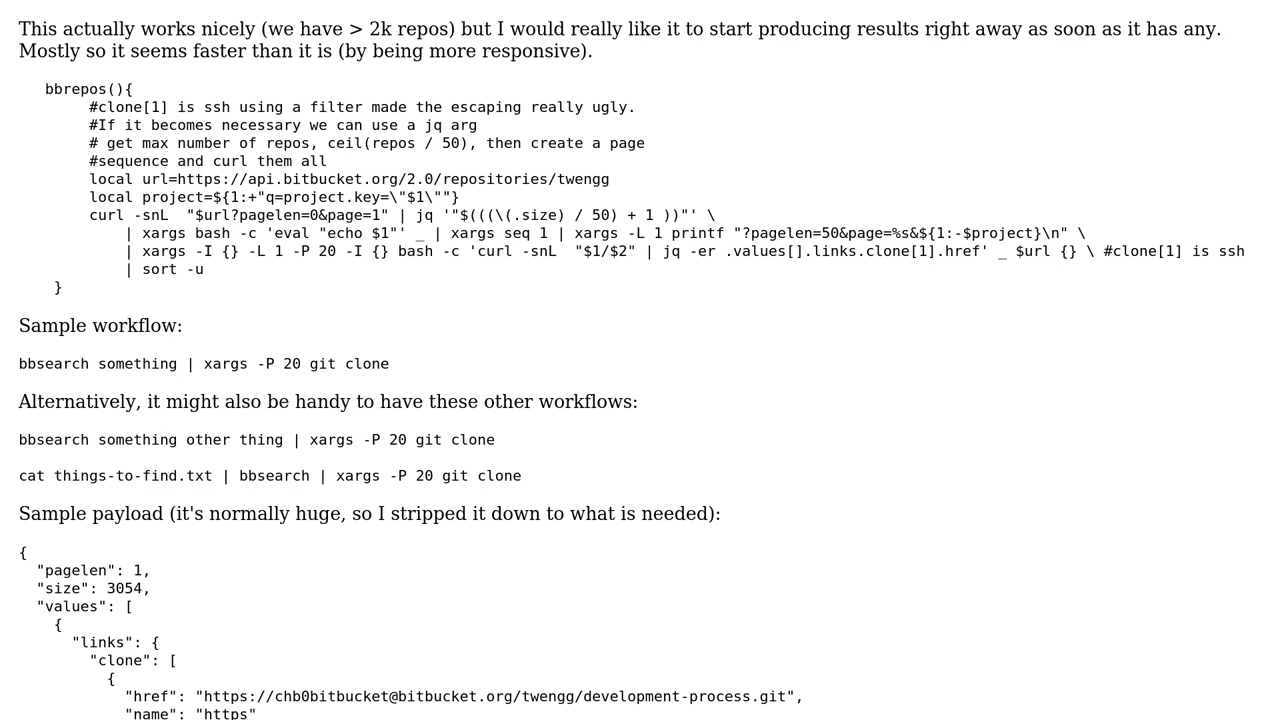 This actually works nicely (we have > 2k repos) but I would really like it to start producing results right away as soon as it has any.
Mostly so it seems faster than it is (by being more responsive).
bbrepos(){
#clone[1] is ssh using a filter made the escaping really ugly.
#If it becomes necessary we can use a jq arg
# get max number of repos, ceil(repos / 50), then create a page
#sequence and curl them all
local url=https://api.bitbucket.org/2.0/repositories/twengg
local project=${1:+"q=project.key=\"$1\""}
curl -snL  "$url?pagelen=0&page=1" | jq '"$(((\(.size) / 50) + 1 ))"' \
| xargs bash -c 'eval "echo $1"' _ | xargs seq 1 | xargs -L 1 printf "?pagelen=50&page=%s&${1:-$project}\n" \
| xargs -I {} -L 1 -P 20 -I {} bash -c 'curl -snL  "$1/$2" | jq -er .values[].links.clone[1].href' _ $url {} \ #clone[1] is ssh
| sort -u
}
Sample workflow:
bbsearch something | xargs -P 20 git clone
Alternatively, it might also be handy to have these other workflows:
bbsearch something other thing | xargs -P 20 git clone
cat things-to-find.txt | bbsearch | xargs -P 20 git clone
Sample payload (it's normally huge, so I stripped it down to what is needed):
{
"pagelen": 1,
"size": 3054,
"values": [
{
"links": {
"clone": [
{
"href": "https://chb0bitbucket@bitbucket.org/twengg/development-process.git",
"name": "https"